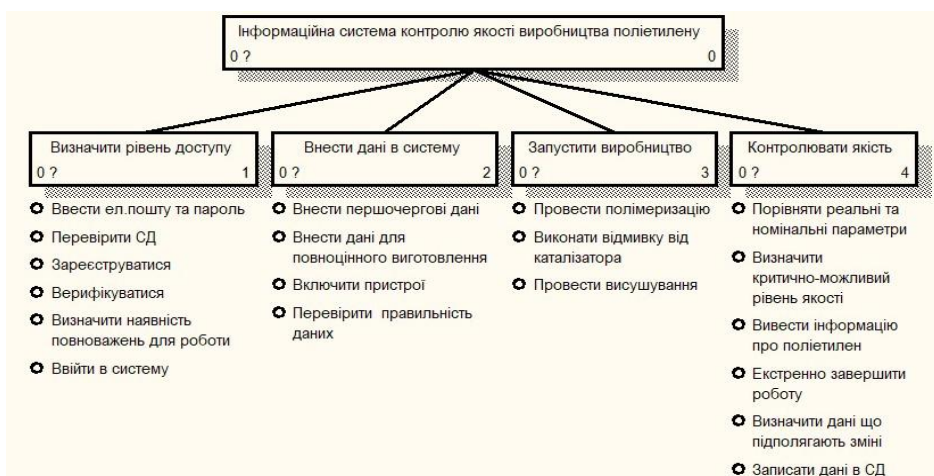 Інформаційна система контролю якості виробництва поліетилену
0 ? 0
Визначити рівень доступу
0 ? 1
Ввести ел.пошту та пароль
Перевірити СД
Зареєструватися
Верифікуватися
Визначити наявність
повноважень для роботи
Ввійти в систему
Внести дані в систему
0 ? 2
Внести першочергові дані
Внести дані для
повноцінного виготовлення
Включити пристрої
Перевірити правильність
даних
Запустити виробництво
0 ? 3
Провести полімеризацію
Виконати відмивку від
каталізатора
Провести висушування
Контролювати якість
0 ? 4
Порівняти реальні та
номінальні параметри
Визначити
критично-можливий
рівень якості
Вивести інформацію
про поліетилен
Екстренно завершити
роботу
Визначити дані що
підполягають зміні
Записати дані в СД